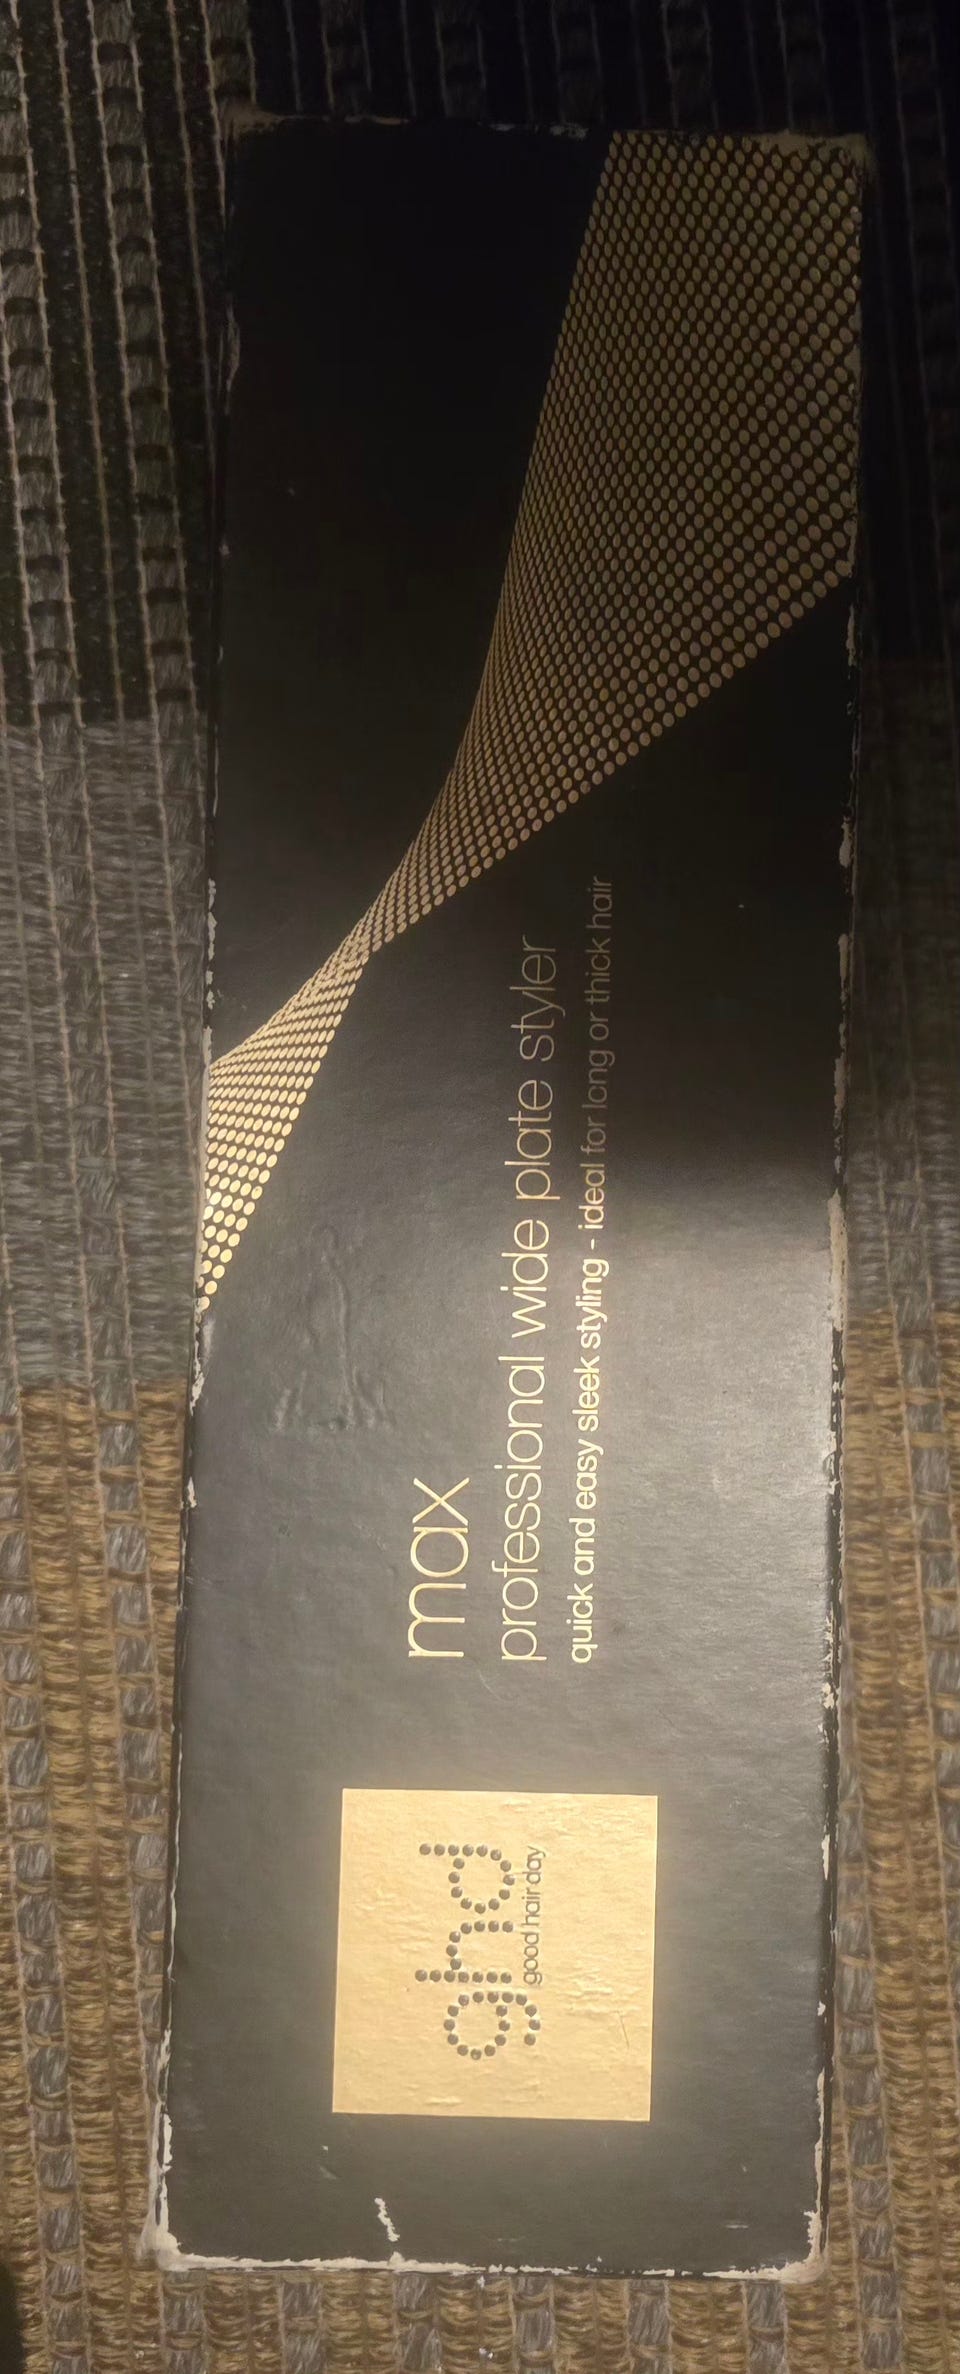 ghd
good hair day
max
professional wide plate styler
quick and easy sleek styling - ideal for long or thick hair